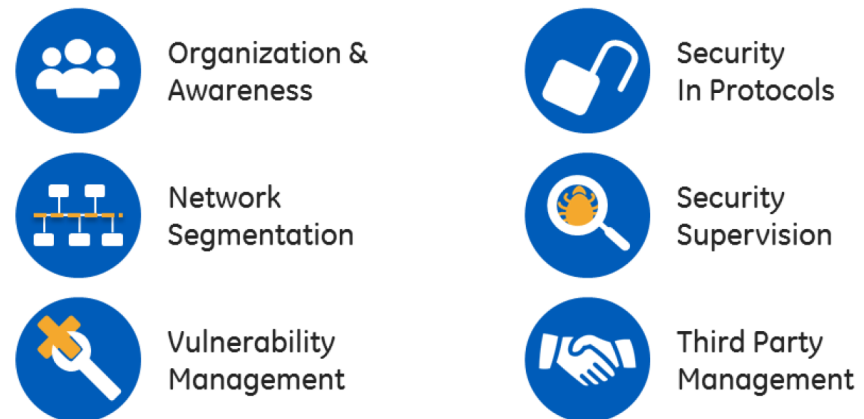 Organization &
Awareness
Security
In Protocols
Network
Segmentation
Security
Supervision
Vulnerability
Management
Third Party
Management